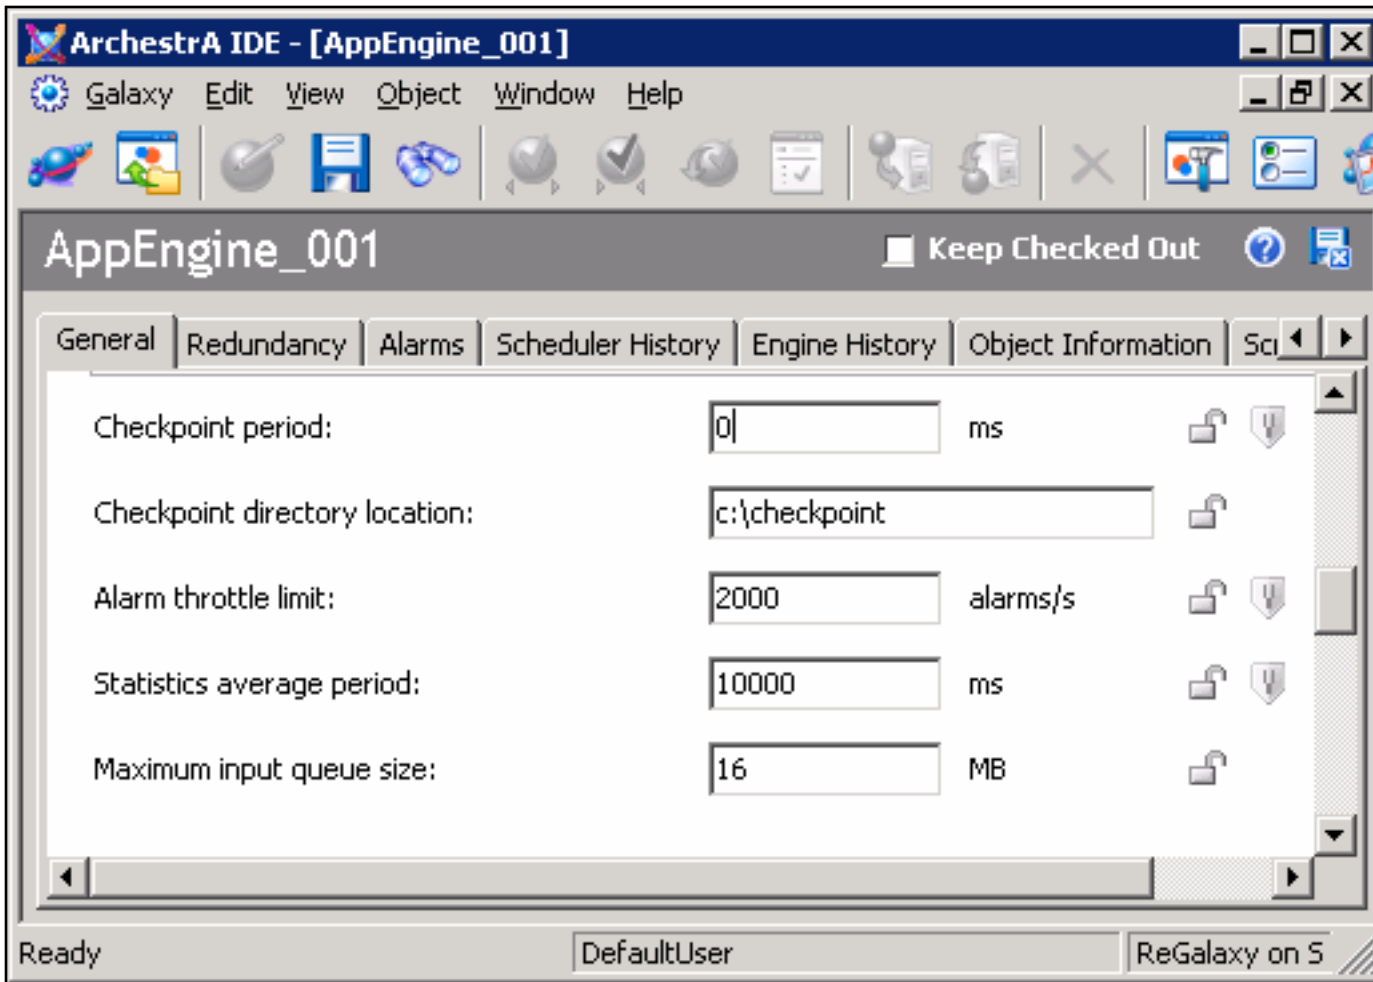 ArchestrA IDE - [AppEngine_001]
Galaxy Edit View Object Window Help
AppEngine_001 Keep Checked Out
General Redundancy Alarms Scheduler History Engine History Object Information
Checkpoint period: 0 ms
Checkpoint directory location: c:\checkpoint
Alarm throttle limit: 2000 alarms/s
Statistics average period: 10000 ms
Maximum input queue size: 16 MB
Ready DefaultUser ReGalaxy on S